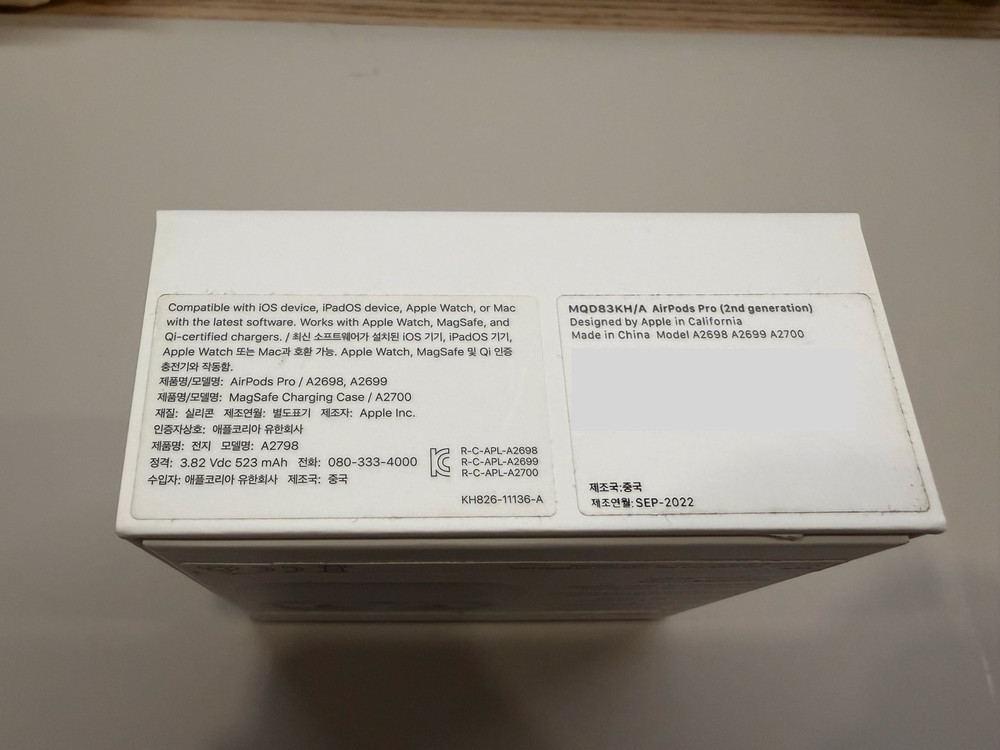 Compatible with iOS device, iPadOS device, Apple Watch, or Mac
with the latest software. Works with Apple Watch, MagSafe, and
Qi-certified chargers. / 최신 소프트웨어가 설치된 iOS 기기, iPadOS 기기,
Apple Watch 또는 Mac과 호환 가능. Apple Watch, MagSafe 및 Qi 인증
충전기와 작동함.
제품명/모델명: AirPods Pro / A2698, A2699
제품명/모델명: MagSafe Charging Case / A2700
재질: 실리콘 제조연월: 별도표기 제조자: Apple Inc.
인증자상호: 애플코리아 유한회사
제품명: 전지 모델명: A2798
정격: 3.82 Vdc 523 mAh 전화: 080-333-4000
수입자: 애플코리아 유한회사 제조국: 중국
R-C-APL-A2698
R-C-APL-A2699
R-C-APL-A2700
KH826-11136-A
MQD83KH/A AirPods Pro (2nd generation)
Designed by Apple in California
Made in China Model A2698 A2699 A2700
제조국:중국
제조연월:SEP-2022